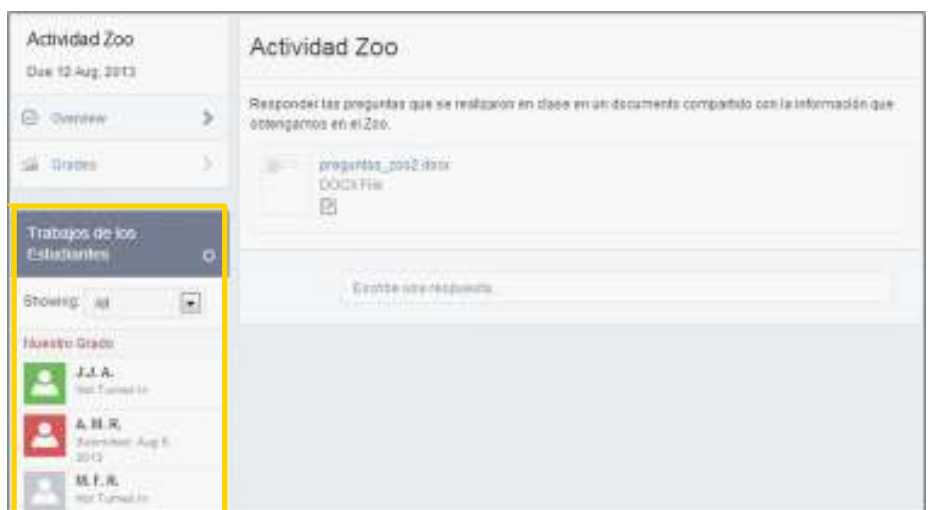 Actividad Zoo
Due 12 Aug, 2013
Overview
Grades
Trabajos de los
Estudiantes
Showing: All
Nuestro Grado
J.J. A.
Not Turned In
A. M. R.
Submitted: Aug
2013
M. F. R.
Not Turned In
Actividad Zoo
Responder las preguntas que se realizaron en clase en un documento compartido con la información que
obtengamos en el Zoo.
preguntas_zoo2.docx
DOCX File
Escribe una respuesta...